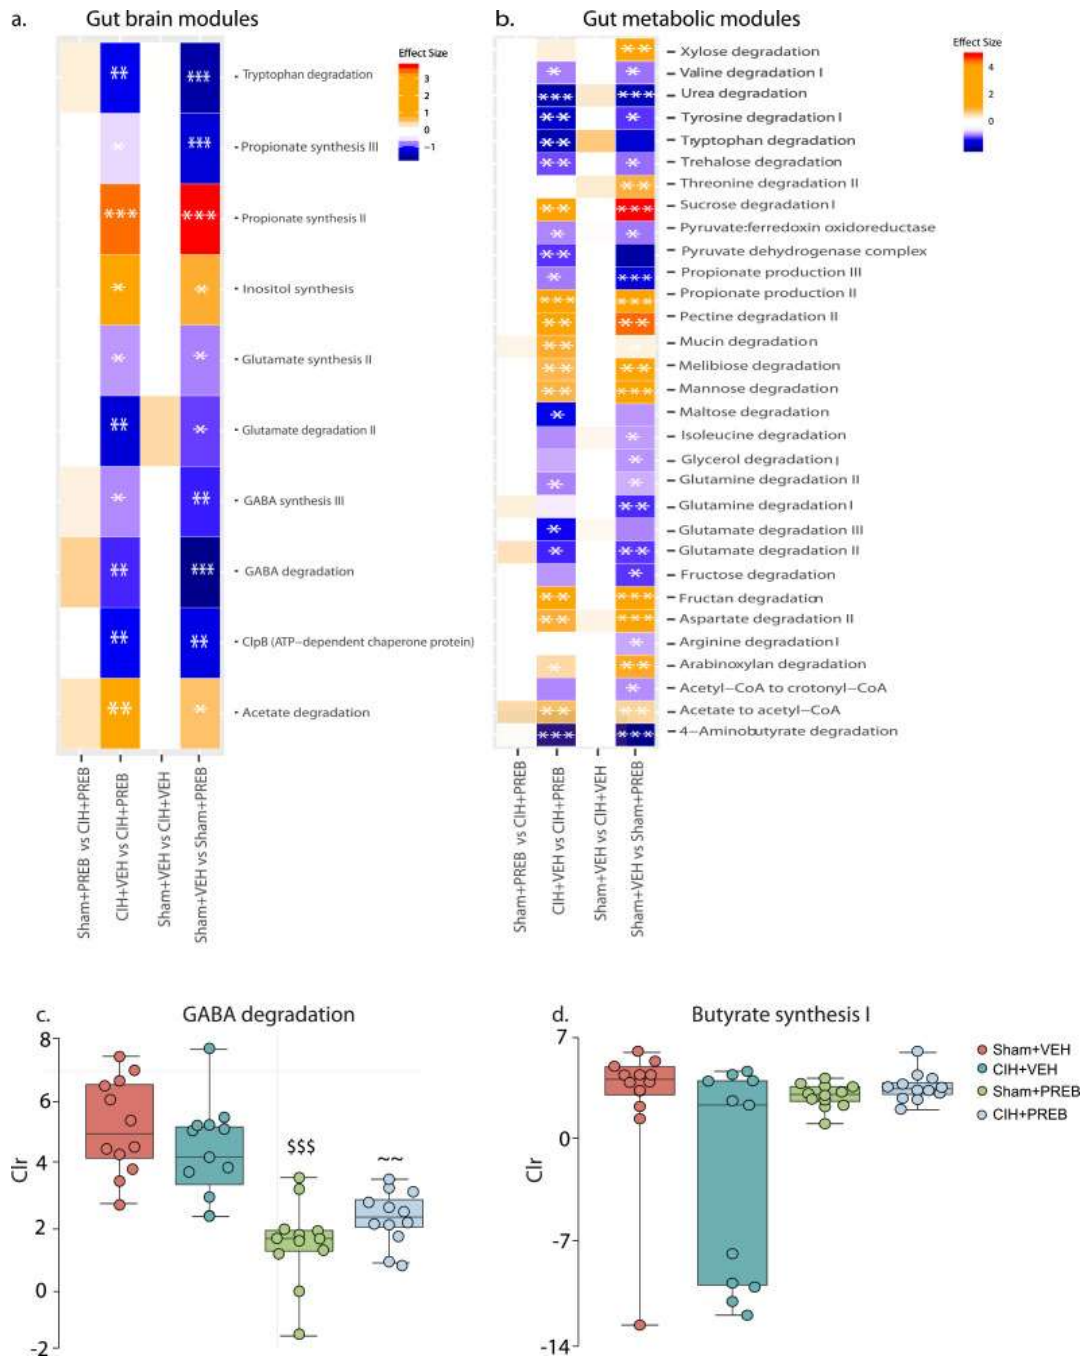 a.
Gut brain modules
Effect Size
3
2
1
0
−1
** ***
* ***
*** ***
* *
* *
** *
* **
** ***
** **
** *
Tryptophan degradation
Propionate synthesis III
Propionate synthesis II
Inositol synthesis
Glutamate synthesis II
Glutamate degradation II
GABA synthesis III
GABA degradation
ClpB (ATP−dependent chaperone protein)
Acetate degradation
Sham+PREB vs CIH+PREB
CIH+VEH vs CIH+PREB
Sham+VEH vs CIH+VEH
Sham+VEH vs Sham+PREB
b.
Gut metabolic modules
Effect Size
4
2
0
Xylose degradation
Valine degradation I
Urea degradation
Tyrosine degradation I
Tryptophan degradation
Trehalose degradation
Threonine degradation II
Sucrose degradation I
Pyruvate:ferredoxin oxidoreductase
Pyruvate dehydrogenase complex
Propionate production III
Propionate production II
Pectine degradation II
Mucin degradation
Melibiose degradation
Mannose degradation
Maltose degradation
Isoleucine degradation
Glycerol degradation I
Glutamine degradation II
Glutamine degradation I
Glutamate degradation III
Glutamate degradation II
Fructose degradation
Fructan degradation
Aspartate degradation II
Arginine degradation I
Arabinoxylan degradation
Acetyl−CoA to crotonyl−CoA
Acetate to acetyl−CoA
4−Aminobutyrate degradation
Sham+PREB vs CIH+PREB
CIH+VEH vs CIH+PREB
Sham+VEH vs CIH+VEH
Sham+VEH vs Sham+PREB
c.
GABA degradation
8
6
4
2
0
-2
Clr
$$$
~~
d.
Butyrate synthesis I
7
0
-7
-14
Clr
Sham+VEH
CIH+VEH
Sham+PREB
CIH+PREB